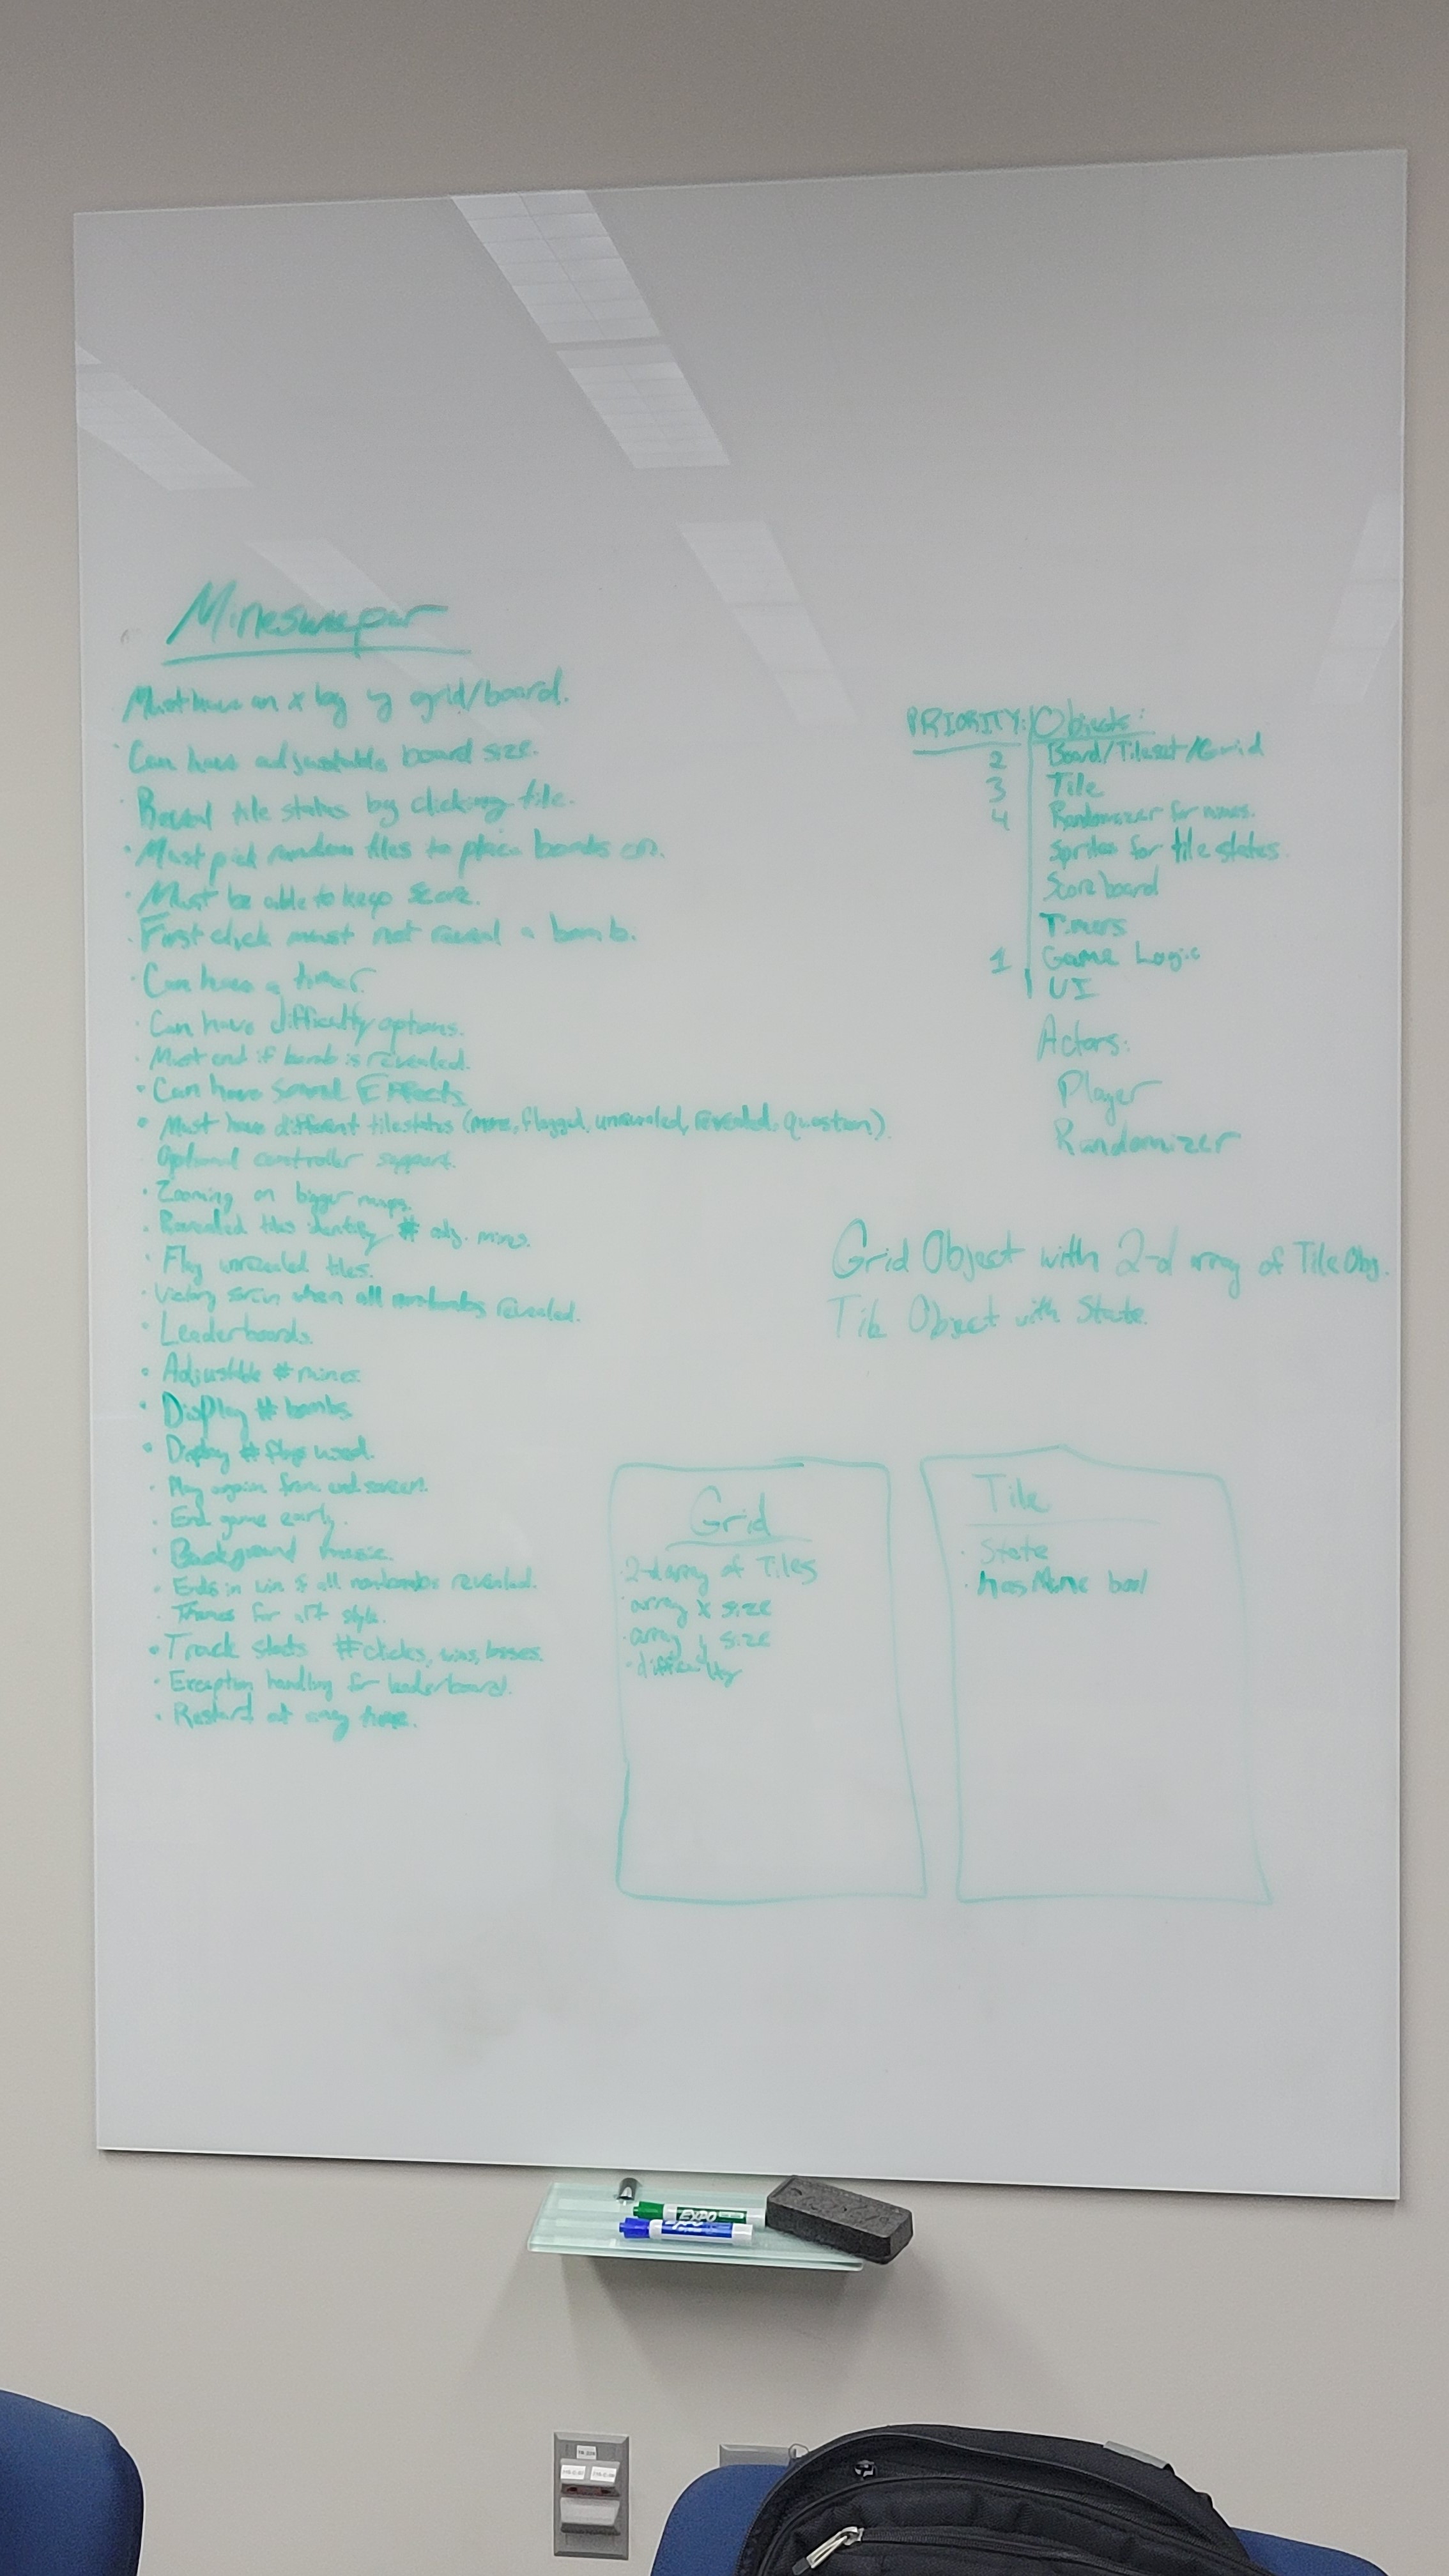 Minesweeper
Must have an x by y grid/board.
· Can have adjustable board size.
· Reveal tile states by clicking tile.
· Must pick random tiles to place bombs on.
· Must be able to keep score.
· First click must not reveal a bomb.
· Can have a timer.
· Can have difficulty options.
· Must end if bomb is revealed.
· Can have sound Effects
· Must have different tilestates (mine, flagged, unrevealed, revealed, question).
Optional controller support.
· Zooming on bigger maps.
· Revealed tiles identify # adj. mines.
· Flag unrevealed tiles.
· Victory when all nonbombs revealed.
· Leaderboards.
· Adjustable # mines.
· Display # bombs
· Display # flags used.
· Play again from end screen.
· End game early.
· Background music.
· Ends in win if all nonbombs revealed.
· Themes for art style.
· Track stats #clicks, wins, losses.
· Exception handling for leaderboard.
· Restart at any time.
PRIORITY: Objects:
2 Board/Tileset/Grid
3 Tile
4 Randomizer for mines.
Sprites for tile states.
Scoreboard
Timers
1 Game Logic
UI
Actors:
Player
Randomizer
Grid Object with 2-d array of Tile Obj.
Tile Object with State.
Grid
· 2-d array of Tiles
· array x size
· array y size
· difficulty
Tile
· State
· hasMine bool
EXPO